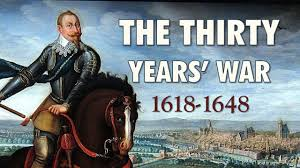 THE THIRTY
YEARS' WAR
1618-1648